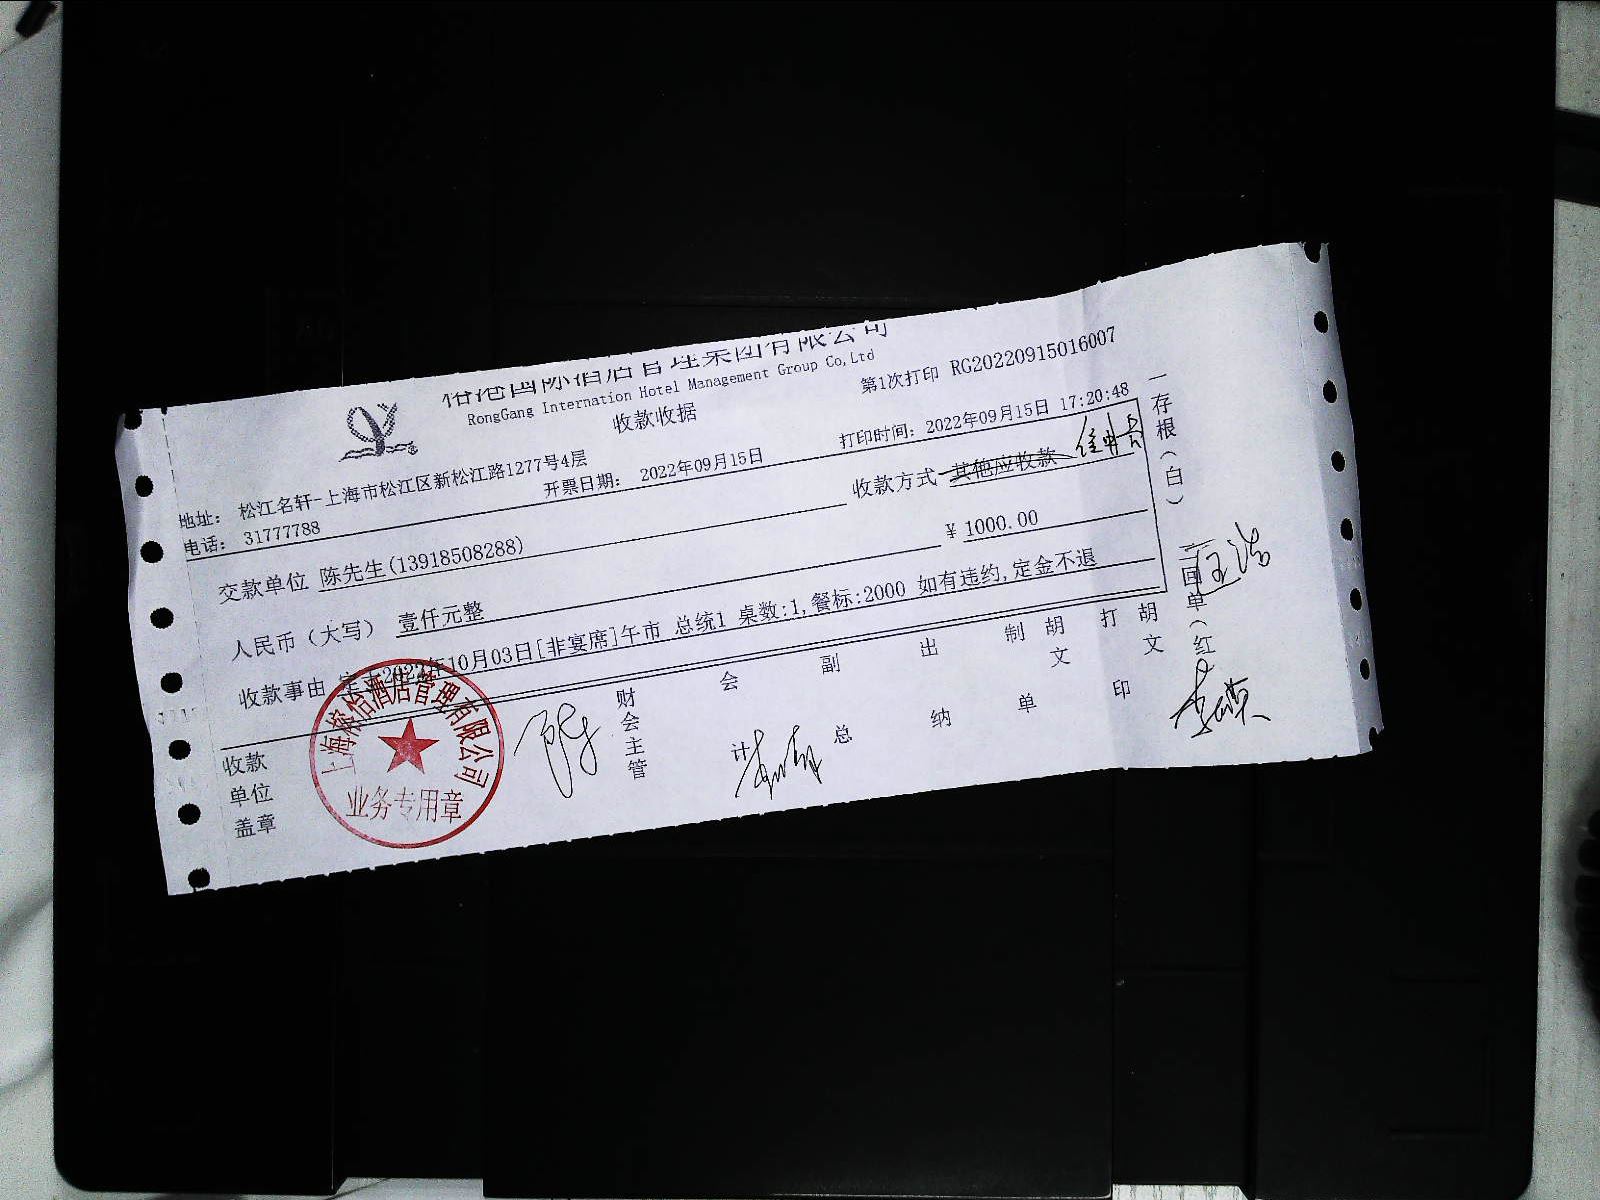 国际酒店管理集团有限公司
RongGang Internation Hotel Management Group Co,Ltd
收款收据
第1次打印 RG20220915016007
地址: 松江名轩-上海市松江区新松江路1277号4层
电话: 31777788
开票日期: 2022年09月15日
打印时间: 2022年09月15日 17:20:48
交款单位 陈先生(13918508288)
收款方式 其他应收款
人民币（大写） 壹仟元整
¥ 1000.00
收款事由 2022年10月03日[非宴席]午市 总统1 桌数:1,餐标:2000 如有违约,定金不退
收款单位盖章
财会主管
会计
副总
出纳
制单 胡文
打印 胡文
一存根（白）
二回单（红
酒店管理有限公司
业务专用章